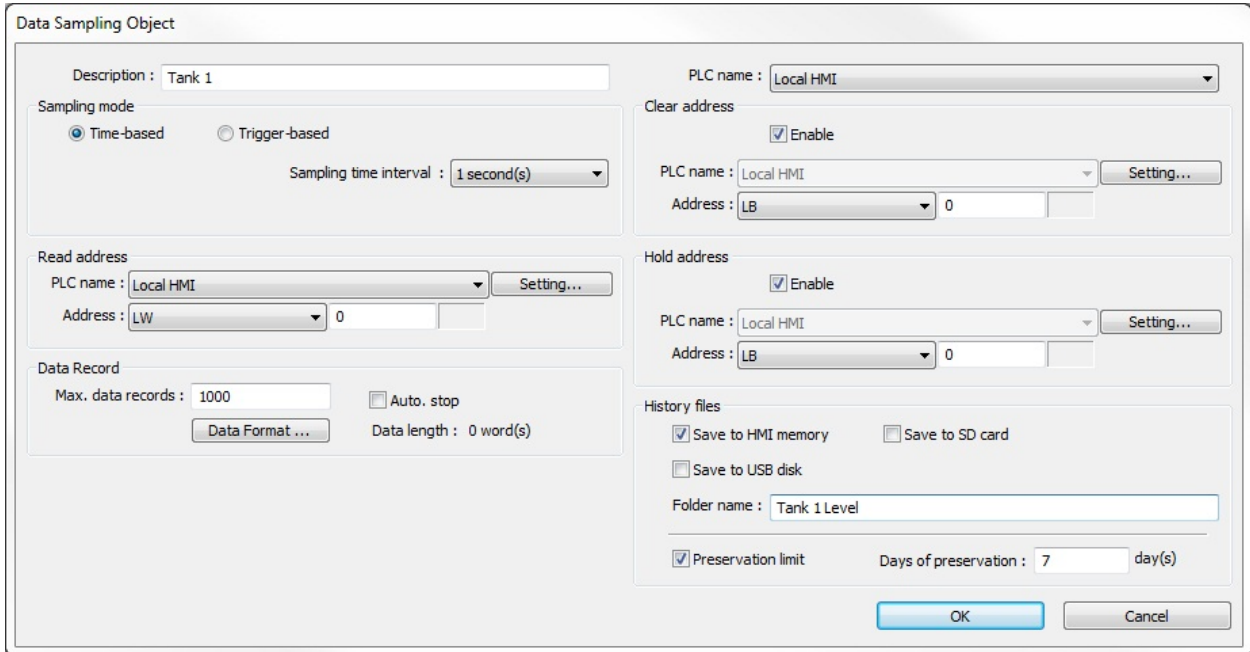 Data Sampling Object
Description : Tank 1
PLC name : Local HMI
Sampling mode
Time-based Trigger-based
Sampling time interval : 1 second(s)
Clear address
Enable
PLC name : Local HMI Setting...
Address : LB 0
Read address
PLC name : Local HMI Setting...
Address : LW 0
Hold address
Enable
PLC name : Local HMI Setting...
Address : LB 0
Data Record
Max. data records : 1000 Auto. stop
Data Format ... Data length : 0 word(s)
History files
Save to HMI memory Save to SD card
Save to USB disk
Folder name : Tank 1 Level
Preservation limit Days of preservation : 7 day(s)
OK Cancel